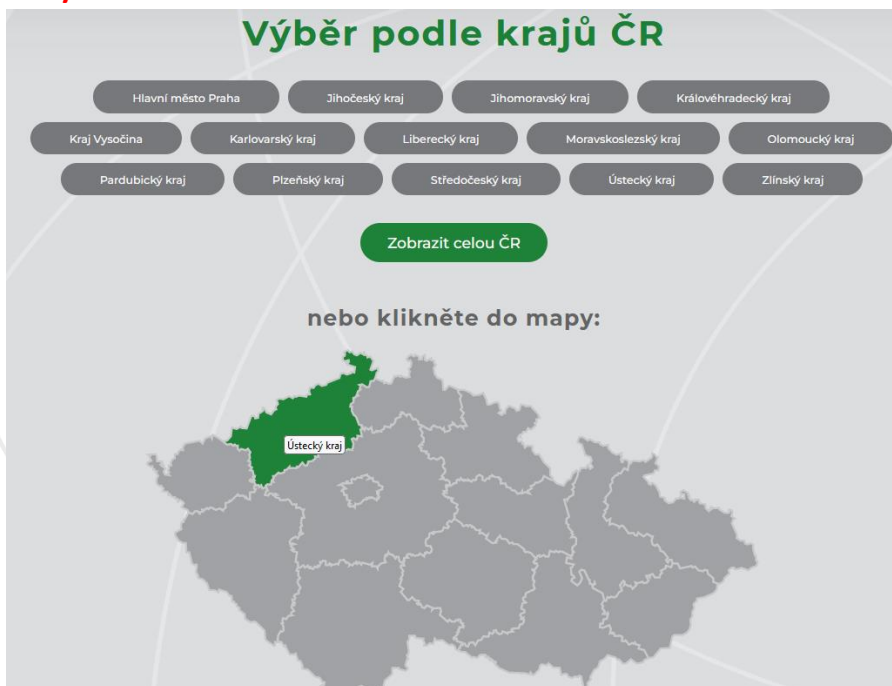 Výběr podle krajů ČR
Hlavní město Praha Jihočeský kraj Jihomoravský kraj Královéhradecký kraj
Kraj Vysočina Karlovarský kraj Liberecký kraj Moravskoslezský kraj Olomoucký kraj
Pardubický kraj Plzeňský kraj Středočeský kraj Ústecký kraj Zlínský kraj
Zobrazit celou ČR
nebo klikněte do mapy:
Ústecký kraj